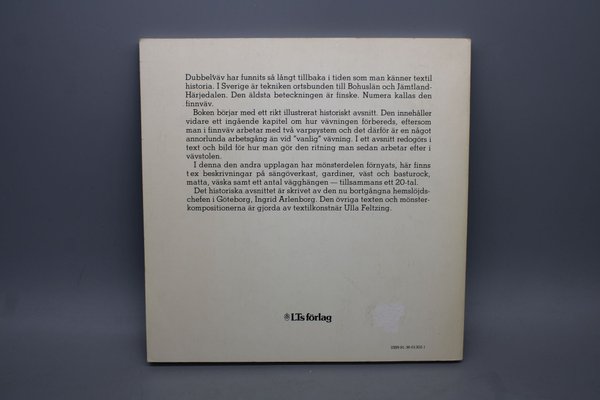 Dubbelväv har funnits så långt tillbaka i tiden som man känner textil
historia. I Sverige är tekniken ortsbunden till Bohuslän och Jämtland-
Härjedalen. Den äldsta beteckningen är finske. Numera kallas den
finnväv.
Boken börjar med ett rikt illustrerat historiskt avsnitt. Den innehåller
vidare ett ingående kapitel om hur vävningen förbereds, eftersom
man i finnväv arbetar med två varpsystem och det därför är en något
annorlunda arbetsgång än vid "vanlig" vävning. I ett avsnitt redogörs i
text och bild för hur man gör den ritning man sedan arbetar efter i
vävstolen.
I denna den andra upplagan har mönsterdelen förnyats, här finns
t ex beskrivningar på sängöverkast, gardiner, väst och basturock,
matta, väska samt ett antal vägghängen — tillsammans ett 20-tal.
Det historiska avsnittet är skrivet av den nu bortgångna hemslöjds-
chefen i Göteborg, Ingrid Arlenborg. Den övriga texten och mönster-
kompositionerna är gjorda av textilkonstnär Ulla Feltzing.
LTs förlag
ISBN 91-36-01